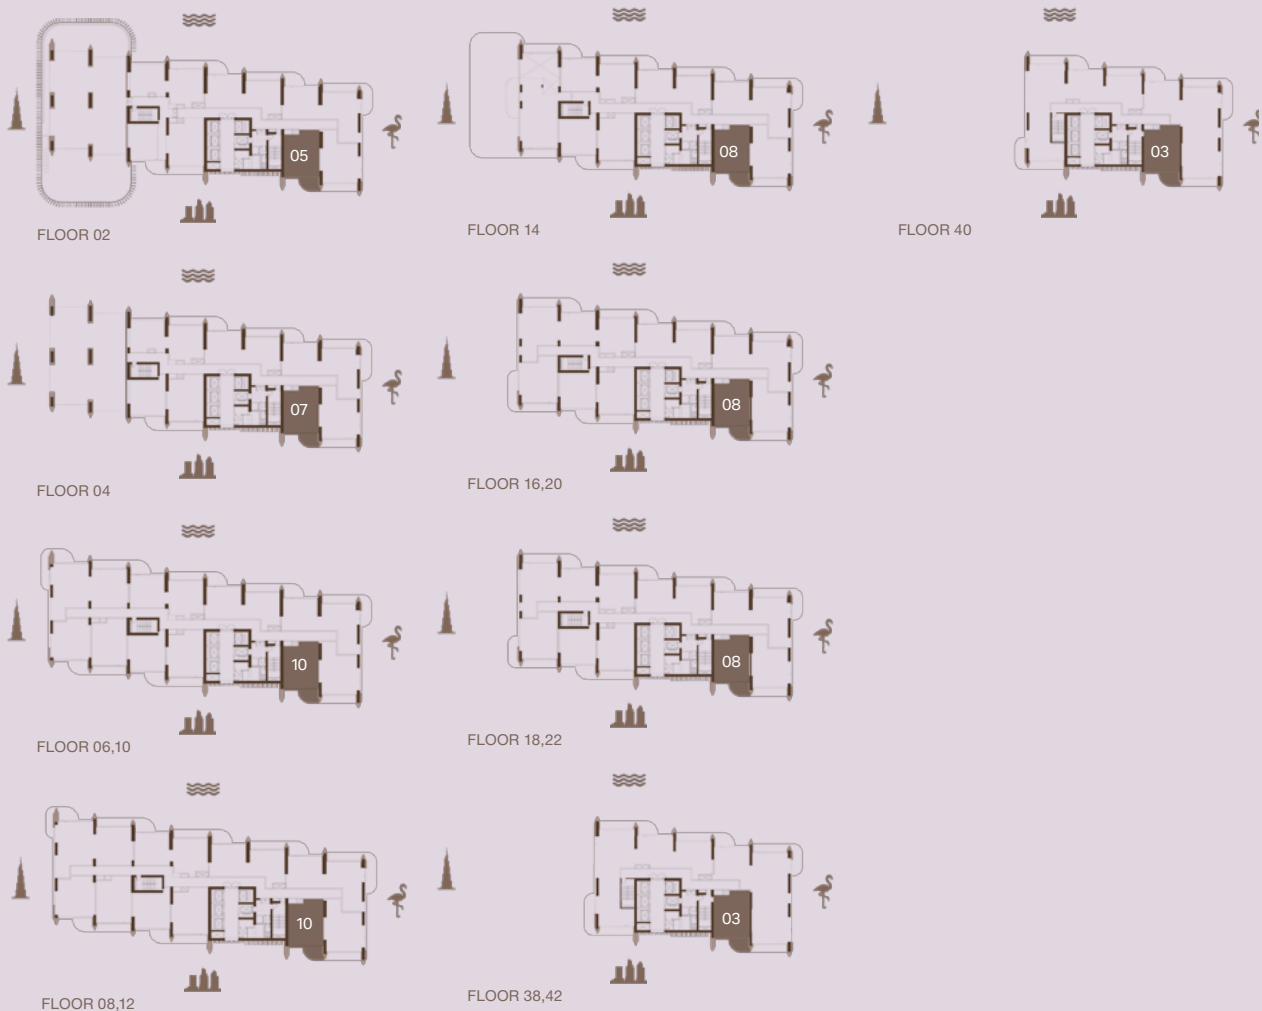 05
FLOOR 02
08
FLOOR 14
03
FLOOR 40
07
FLOOR 04
08
FLOOR 16,20
10
FLOOR 06,10
08
FLOOR 18,22
10
FLOOR 08,12
03
FLOOR 38,42